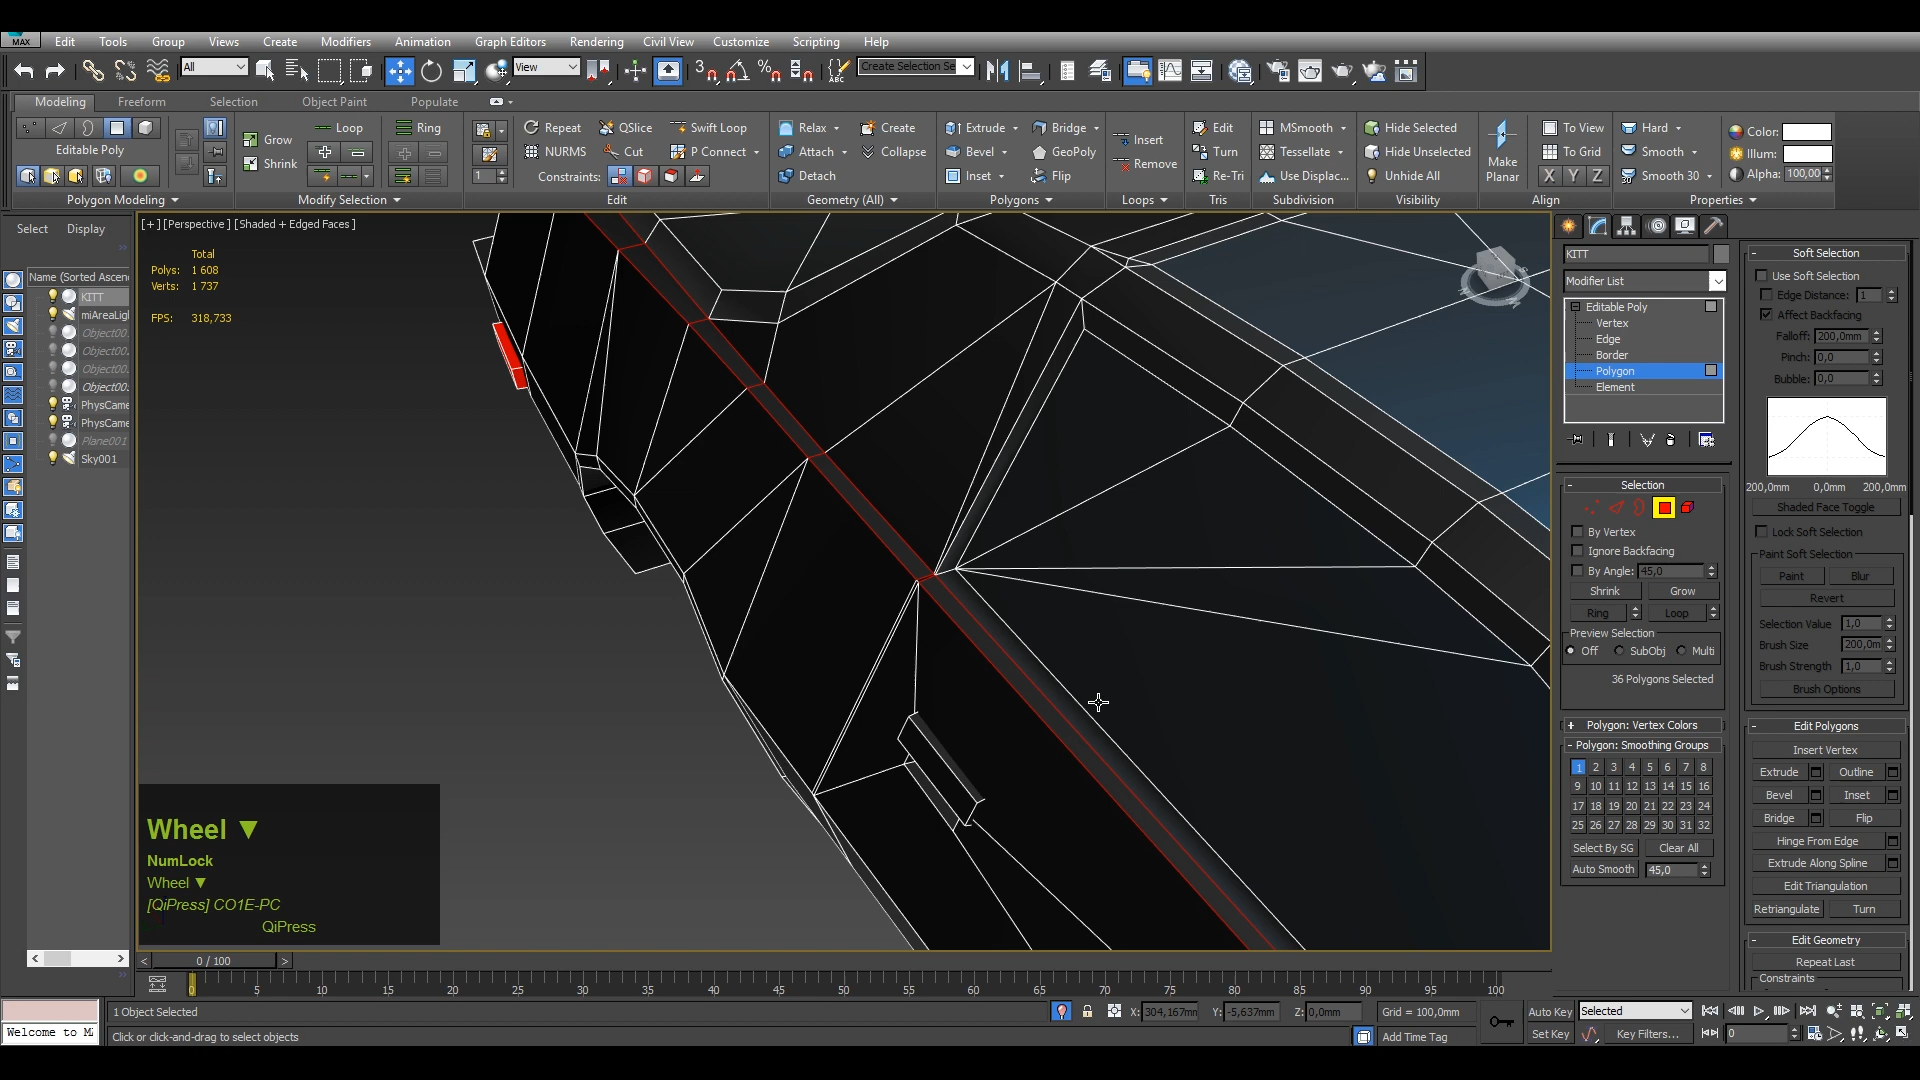 MAX Edit Tools Group Views Create Modifiers Animation Graph Editors Rendering Civil View Customize Scripting Help
All View Create Selection Se
Modeling Freeform Selection Object Paint Populate
Editable Poly
Grow Loop Ring
Shrink
Repeat QSlice Swift Loop
NURMS Cut P Connect
1 Constraints:
Relax Create
Attach Collapse
Detach
Extrude Bridge
Bevel GeoPoly
Inset Flip
Insert
Remove
Edit
Turn
Re-Tri
MSmooth
Tessellate
Use Displac...
Hide Selected
Hide Unselected
Unhide All
Make
Planar
To View
To Grid
X Y Z
Hard
Smooth
Smooth 30
Color:
Illum:
Alpha: 100,00
Polygon Modeling Modify Selection Edit Geometry (All) Polygons Loops Tris Subdivision Visibility Align Properties
Select Display
Name (Sorted Ascen
KITT
miAreaLig
Object00
Object00
Object00
Object00
PhysCame
PhysCame
Plane001
Sky001
[+] [Perspective] [Shaded + Edged Faces]
Total
Polys: 1 608
Verts: 1 737
FPS: 318,733
Wheel ▼
NumLock
Wheel ▼
[QiPress] CO1E-PC
QiPress
KITT
Modifier List
Editable Poly
Vertex
Edge
Border
Polygon
Element
- Selection
By Vertex
Ignore Backfacing
By Angle: 45,0
Shrink Grow
Ring Loop
Preview Selection
Off SubObj Multi
36 Polygons Selected
+ Polygon: Vertex Colors
- Polygon: Smoothing Groups
1 2 3 4 5 6 7 8
9 10 11 12 13 14 15 16
17 18 19 20 21 22 23 24
25 26 27 28 29 30 31 32
Select By SG Clear All
Auto Smooth 45,0
- Soft Selection
Use Soft Selection
Edge Distance: 1
Affect Backfacing
Falloff: 200,0mm
Pinch: 0,0
Bubble: 0,0
200,0mm 0,0mm 200,0mm
Shaded Face Toggle
Lock Soft Selection
Paint Soft Selection
Paint Blur
Revert
Selection Value 1,0
Brush Size 200,0m
Brush Strength 1,0
Brush Options
- Edit Polygons
Insert Vertex
Extrude Outline
Bevel Inset
Bridge Flip
Hinge From Edge
Extrude Along Spline
Edit Triangulation
Retriangulate Turn
- Edit Geometry
Repeat Last
Constraints
< 0 / 100 >
0 5 10 15 20 25 30 35 40 45 50 55 60 65 70 75 80 85 90 95 100
1 Object Selected X: 304,167mm Y: -5,637mm Z: 0,0mm Grid = 100,0mm Auto Key Selected
Welcome to M Click or click-and-drag to select objects Add Time Tag Set Key Key Filters... 0